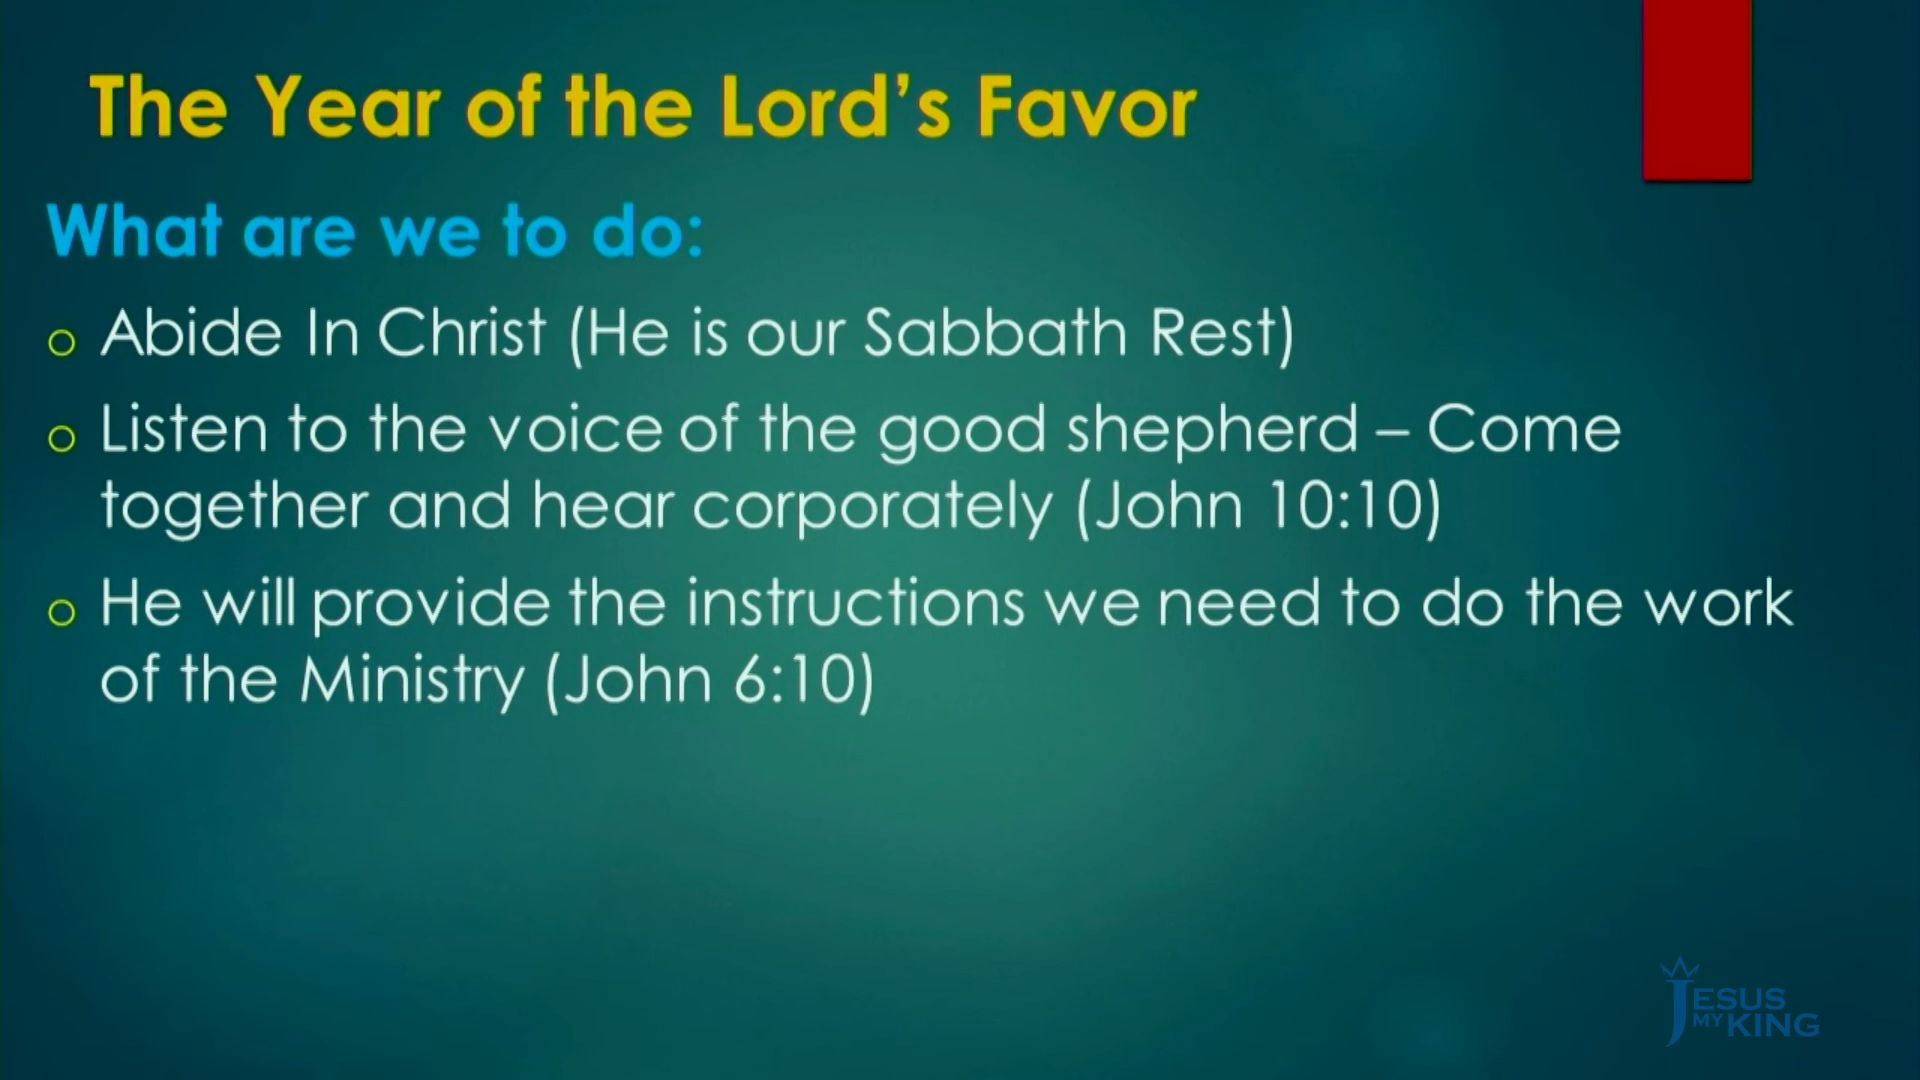 The Year of the Lord’s Favor
What are we to do:
o Abide In Christ (He is our Sabbath Rest)
o Listen to the voice of the good shepherd – Come
together and hear corporately (John 10:10)
o He will provide the instructions we need to do the work
of the Ministry (John 6:10)
JESUS
MY KING